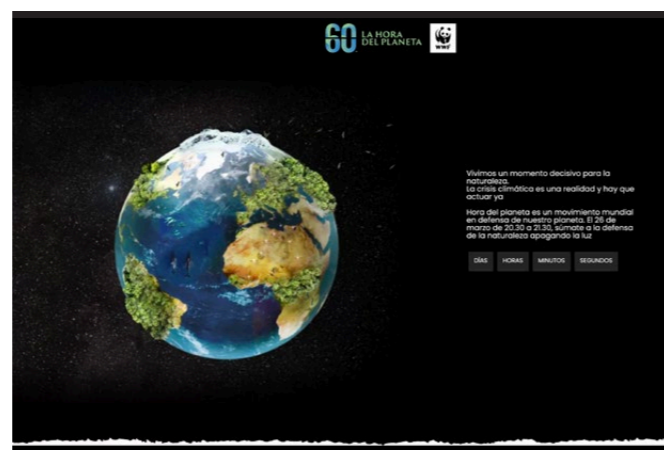 60 LA HORA
DEL PLANETA
WWF
Vivimos un momento decisivo para la
naturaleza.
La crisis climática es una realidad y hay que
actuar ya
Hora del planeta es un movimiento mundial
en defensa de nuestro planeta. El 26 de
marzo de 20.30 a 21.30, súmate a la defensa
de la naturaleza apagando la luz
DÍAS HORAS MINUTOS SEGUNDOS